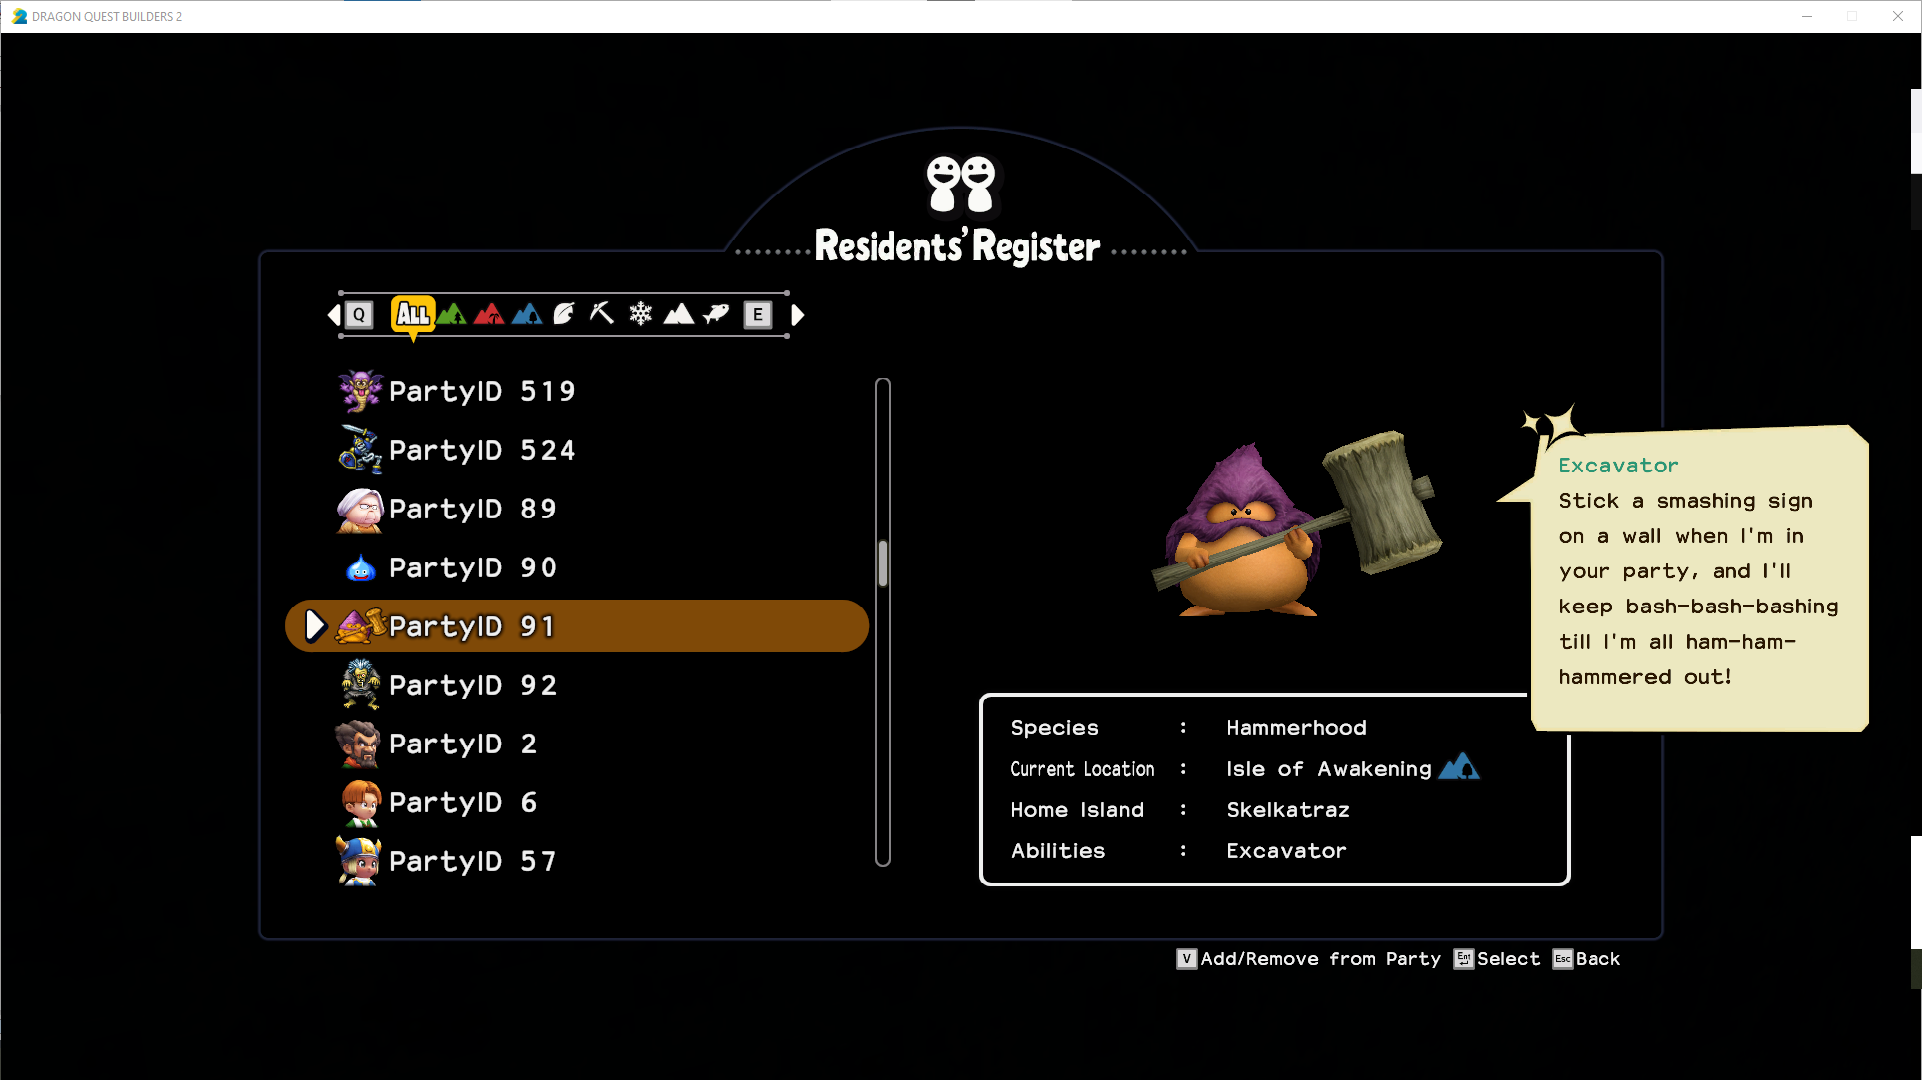 DRAGON QUEST BUILDERS 2
Residents' Register
Q ALL E
PartyID 519
PartyID 524
PartyID 89
PartyID 90
PartyID 91
PartyID 92
PartyID 2
PartyID 6
PartyID 57
Excavator
Stick a smashing sign
on a wall when I'm in
your party, and I'll
keep bash-bash-bashing
till I'm all ham-ham-
hammered out!
Species : Hammerhood
Current Location : Isle of Awakening
Home Island : Skelkatraz
Abilities : Excavator
V Add/Remove from Party Ent Select Esc Back